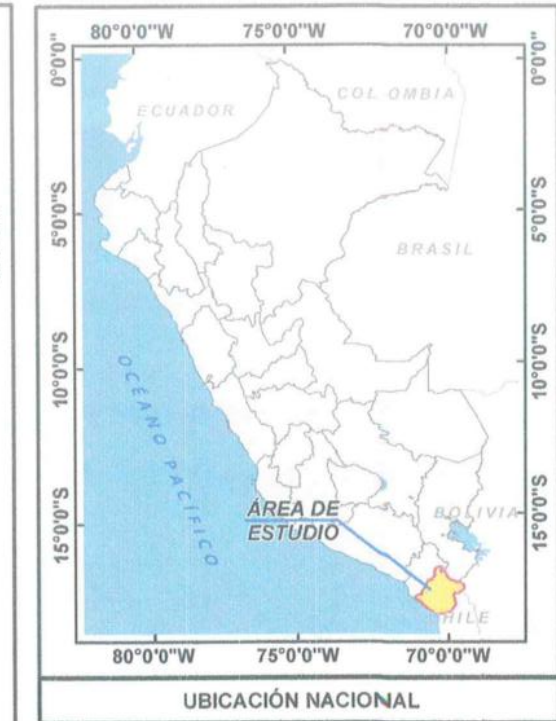 80°0'0"W 75°0'0"W 70°0'0"W
0°0'0" 0°0'0"
ECUADOR
COLOMBIA
5°0'0"S 5°0'0"S
BRASIL
10°0'0"S 10°0'0"S
OCÉANO PACÍFICO
15°0'0"S 15°0'0"S
BOLIVIA
ÁREA DE
ESTUDIO
HILE
80°0'0"W 75°0'0"W 70°0'0"W
UBICACIÓN NACIONAL